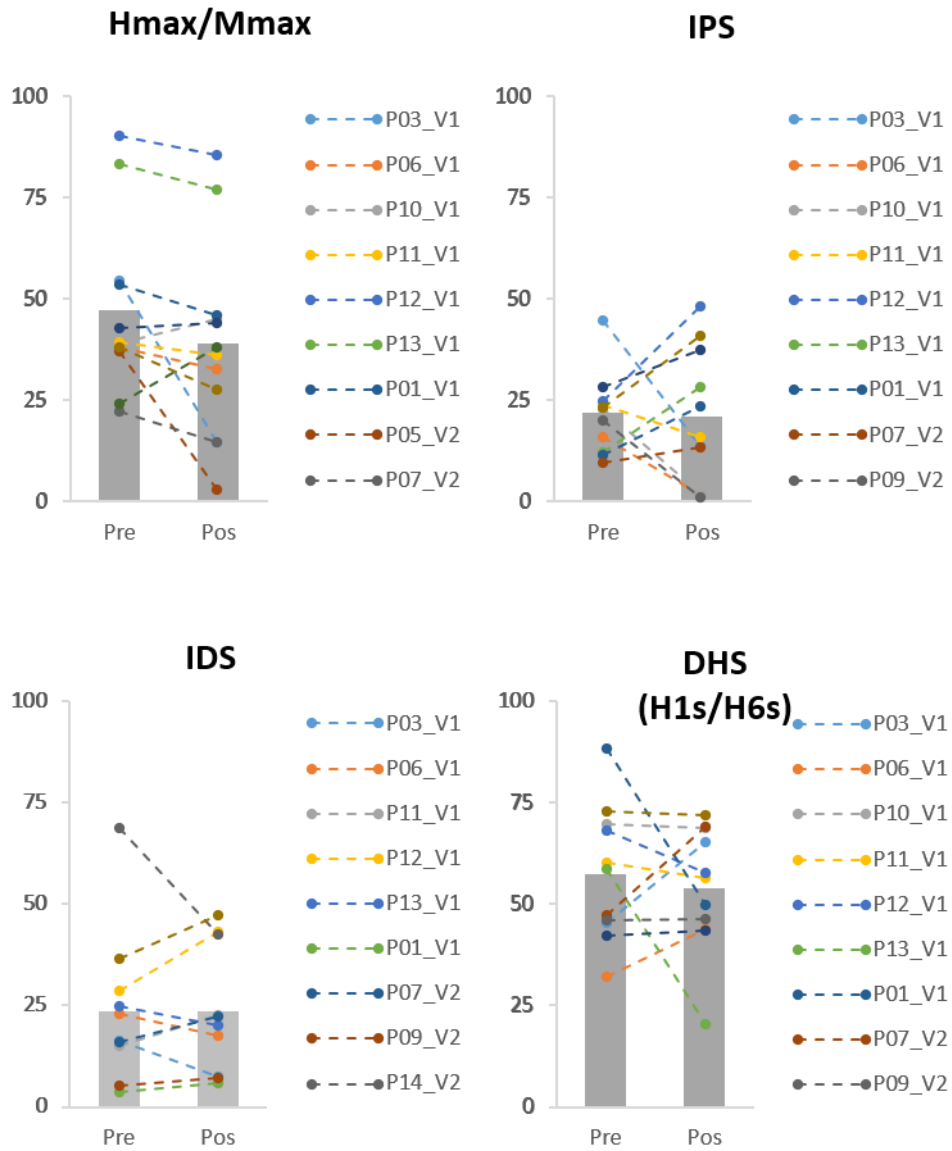 Hmax/Mmax
100
75
50
25
0
Pre Pos
P03_V1
P06_V1
P10_V1
P11_V1
P12_V1
P13_V1
P01_V1
P05_V2
P07_V2
IPS
100
75
50
25
0
Pre Pos
P03_V1
P06_V1
P10_V1
P11_V1
P12_V1
P13_V1
P01_V1
P07_V2
P09_V2
IDS
100
75
50
25
0
Pre Pos
P03_V1
P06_V1
P11_V1
P12_V1
P13_V1
P01_V1
P07_V2
P09_V2
P14_V2
DHS
(H1s/H6s)
100
75
50
25
0
Pre Pos
P03_V1
P06_V1
P10_V1
P11_V1
P12_V1
P13_V1
P01_V1
P07_V2
P09_V2